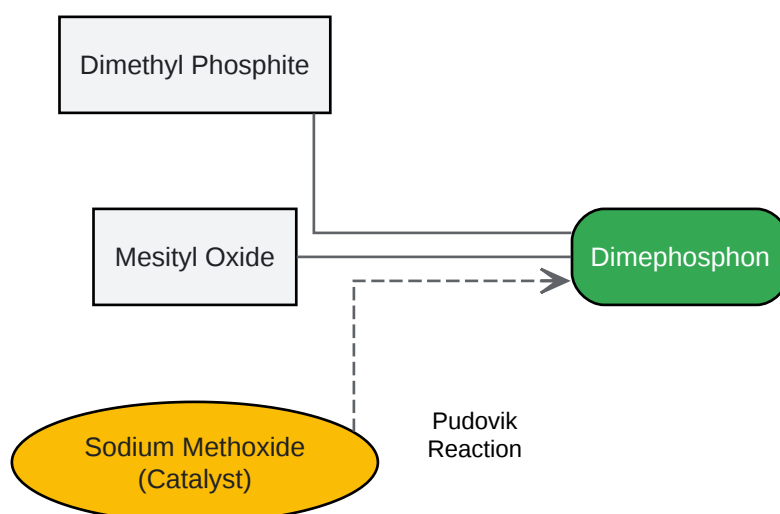 Dimethyl Phosphite
Mesityl Oxide
Dimephosphon
Sodium Methoxide
(Catalyst)
Pudovik
Reaction